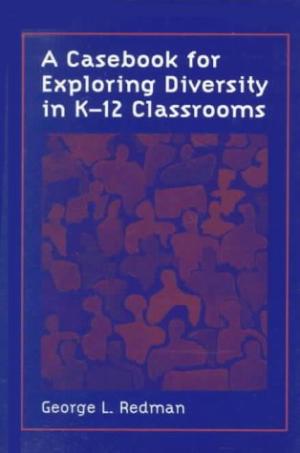 A Casebook for
Exploring Diversity
in K–12 Classrooms
George L. Redman